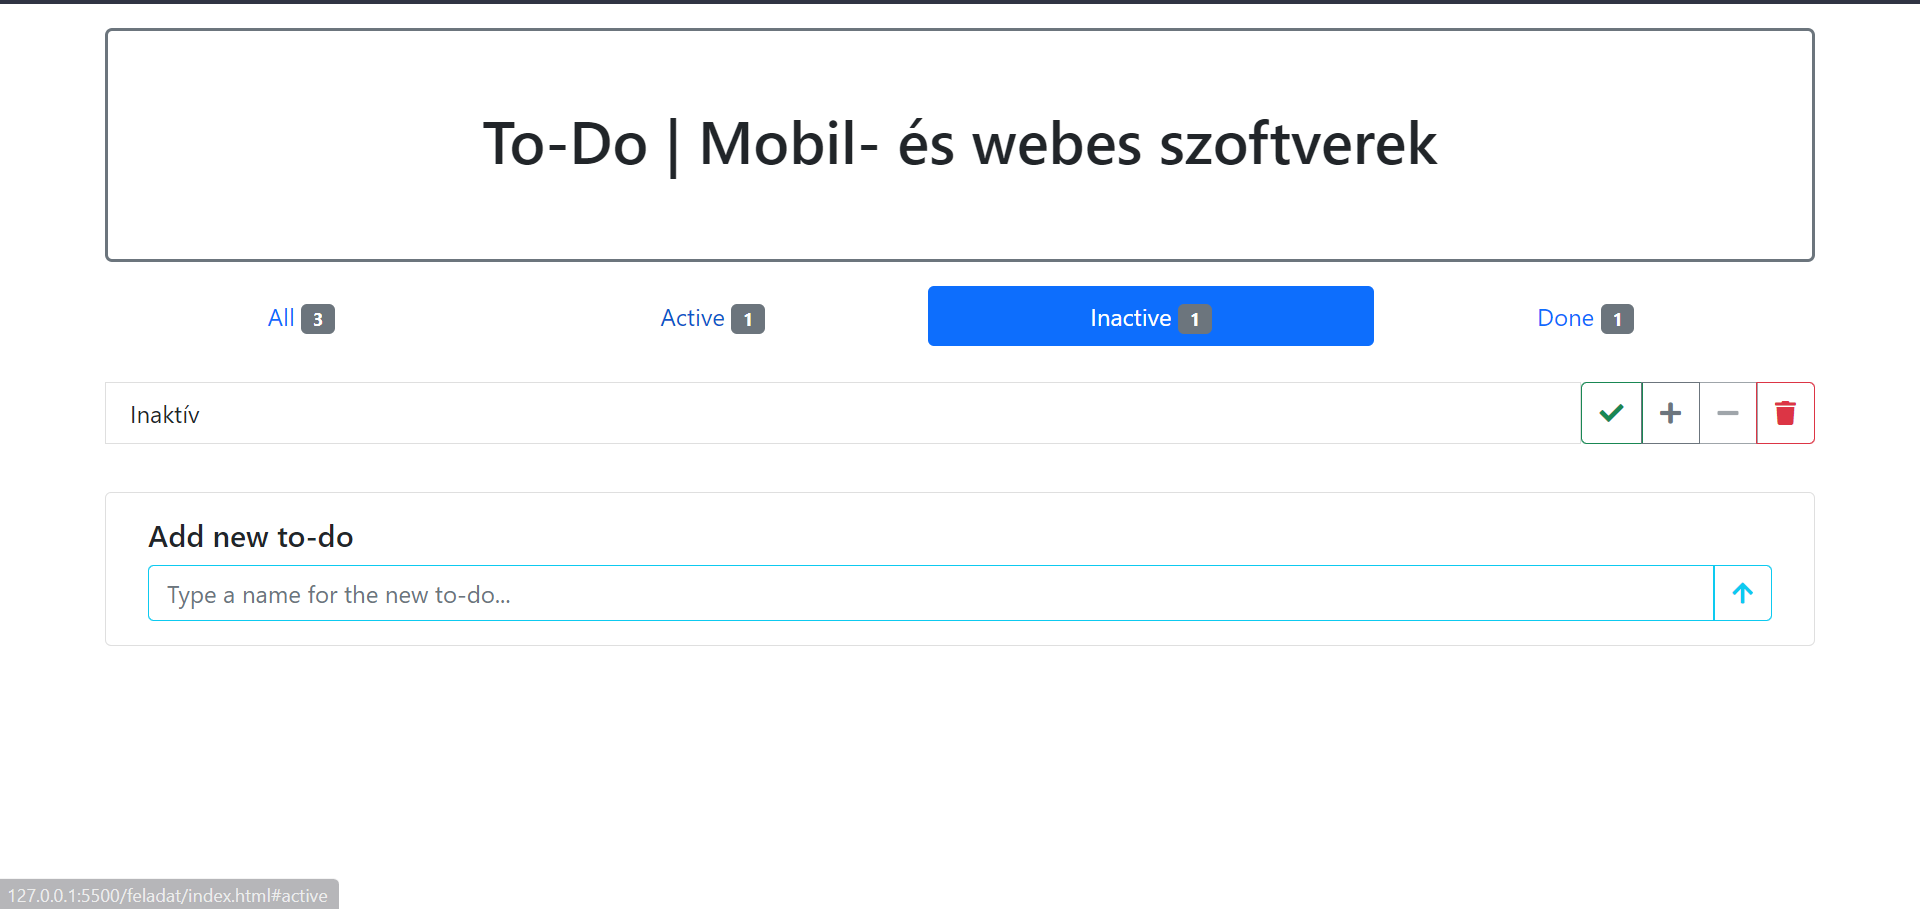 To-Do | Mobil- és webes szoftverek
All 3 Active 1 Inactive 1 Done 1
Inaktív
Add new to-do
Type a name for the new to-do...
127.0.0.1:5500/feladat/index.html#active